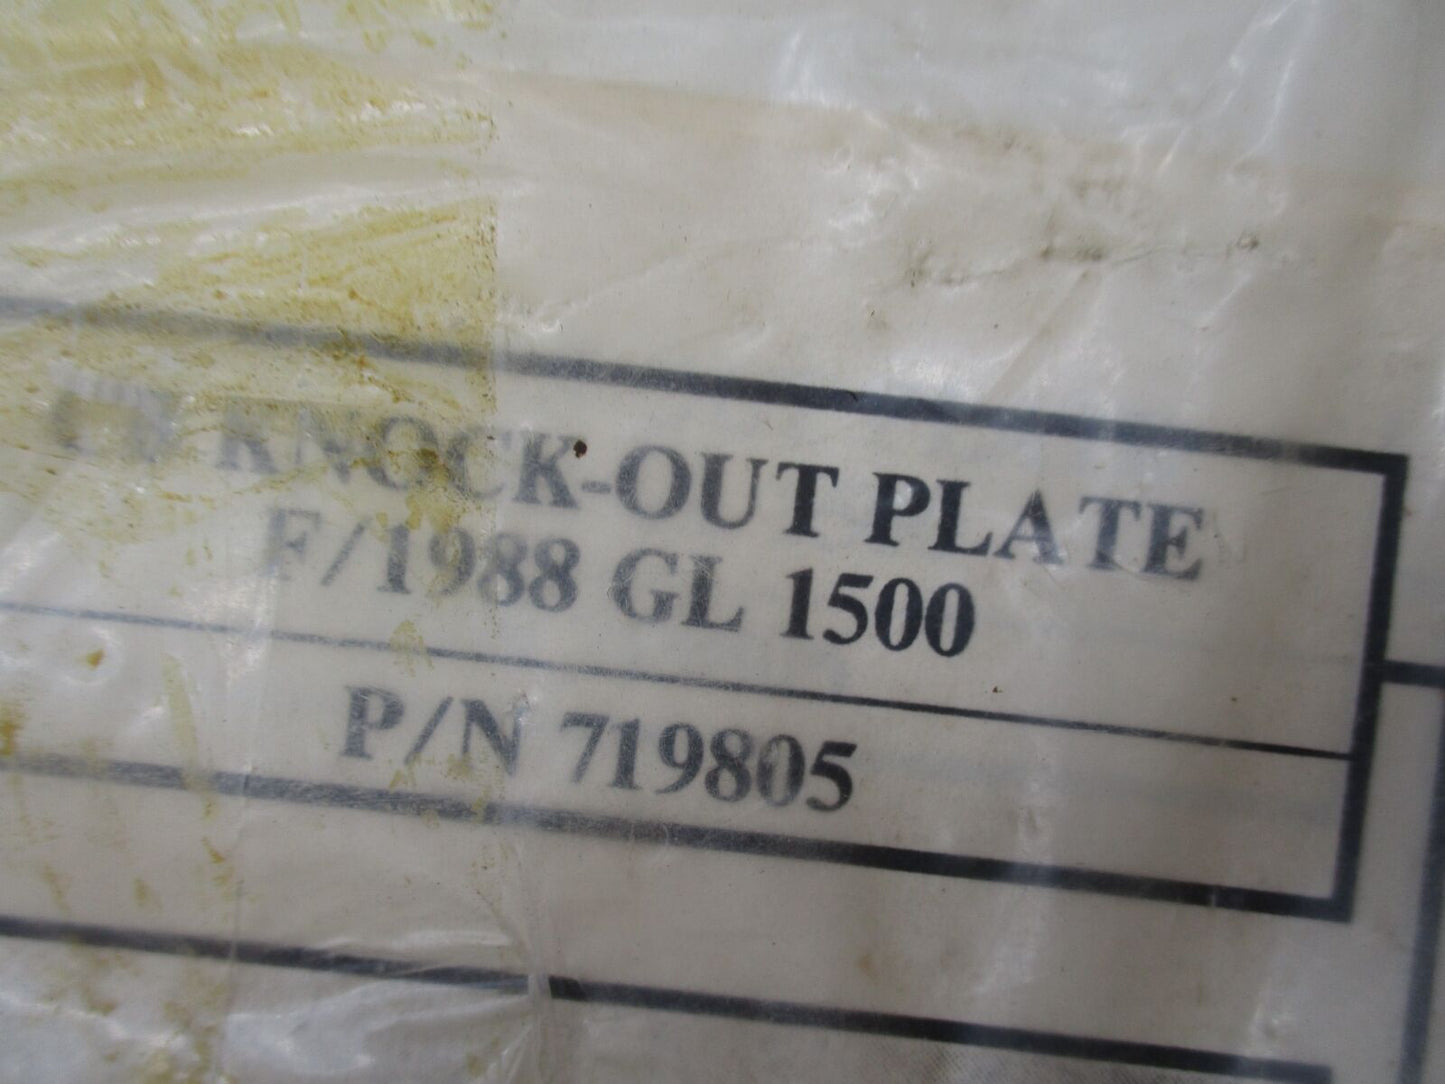 KNOCK-OUT PLATE
F/1988 GL 1500
P/N 719805